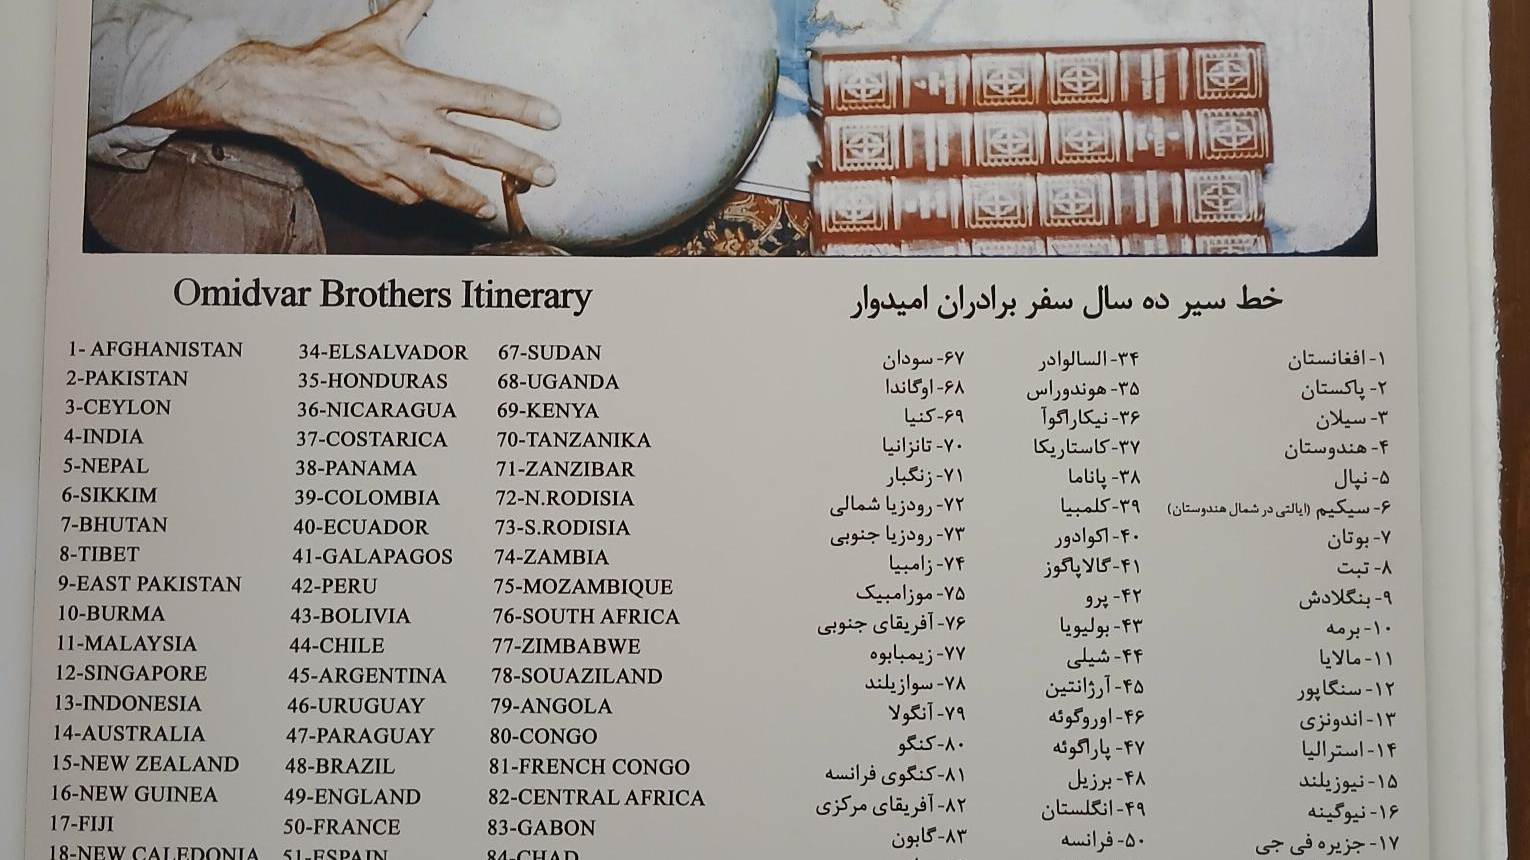 Omidvar Brothers Itinerary
1- AFGHANISTAN
2-PAKISTAN
3-CEYLON
4-INDIA
5-NEPAL
6-SIKKIM
7-BHUTAN
8-TIBET
9-EAST PAKISTAN
10-BURMA
11-MALAYSIA
12-SINGAPORE
13-INDONESIA
14-AUSTRALIA
15-NEW ZEALAND
16-NEW GUINEA
17-FIJI
18-NEW CALEDONIA
34-ELSALVADOR
35-HONDURAS
36-NICARAGUA
37-COSTARICA
38-PANAMA
39-COLOMBIA
40-ECUADOR
41-GALAPAGOS
42-PERU
43-BOLIVIA
44-CHILE
45-ARGENTINA
46-URUGUAY
47-PARAGUAY
48-BRAZIL
49-ENGLAND
50-FRANCE
51-ESPAIN
67-SUDAN
68-UGANDA
69-KENYA
70-TANZANIKA
71-ZANZIBAR
72-N.RODISIA
73-S.RODISIA
74-ZAMBIA
75-MOZAMBIQUE
76-SOUTH AFRICA
77-ZIMBABWE
78-SOUAZILAND
79-ANGOLA
80-CONGO
81-FRENCH CONGO
82-CENTRAL AFRICA
83-GABON
84-CHAD
خط سیر ده سال سفر برادران امیدوار
۱- افغانستان
۲- پاکستان
۳- سیلان
۴- هندوستان
۵- نپال
۶- سیکیم (ایالتی در شمال هندوستان)
۷- بوتان
۸- تبت
۹- بنگلادش
۱۰- برمه
۱۱- مالایا
۱۲- سنگاپور
۱۳- اندونزی
۱۴- استرالیا
۱۵- نیوزیلند
۱۶- نیوگینه
۱۷- جزیره فی جی
۳۴- السالوادر
۳۵- هوندوراس
۳۶- نیکاراگوآ
۳۷- کاستاریکا
۳۸- پاناما
۳۹- کلمبیا
۴۰- اکوادور
۴۱- گالاپاگوز
۴۲- پرو
۴۳- بولیویا
۴۴- شیلی
۴۵- آرژانتین
۴۶- اوروگوئه
۴۷- پاراگوئه
۴۸- برزیل
۴۹- انگلستان
۵۰- فرانسه
۶۷- سودان
۶۸- اوگاندا
۶۹- کنیا
۷۰- تانزانیا
۷۱- زنگبار
۷۲- رودزیا شمالی
۷۳- رودزیا جنوبی
۷۴- زامبیا
۷۵- موزامبیک
۷۶- آفریقای جنوبی
۷۷- زیمبابوه
۷۸- سوازیلند
۷۹- آنگولا
۸۰- کنگو
۸۱- کنگوی فرانسه
۸۲- آفریقای مرکزی
۸۳- گابون